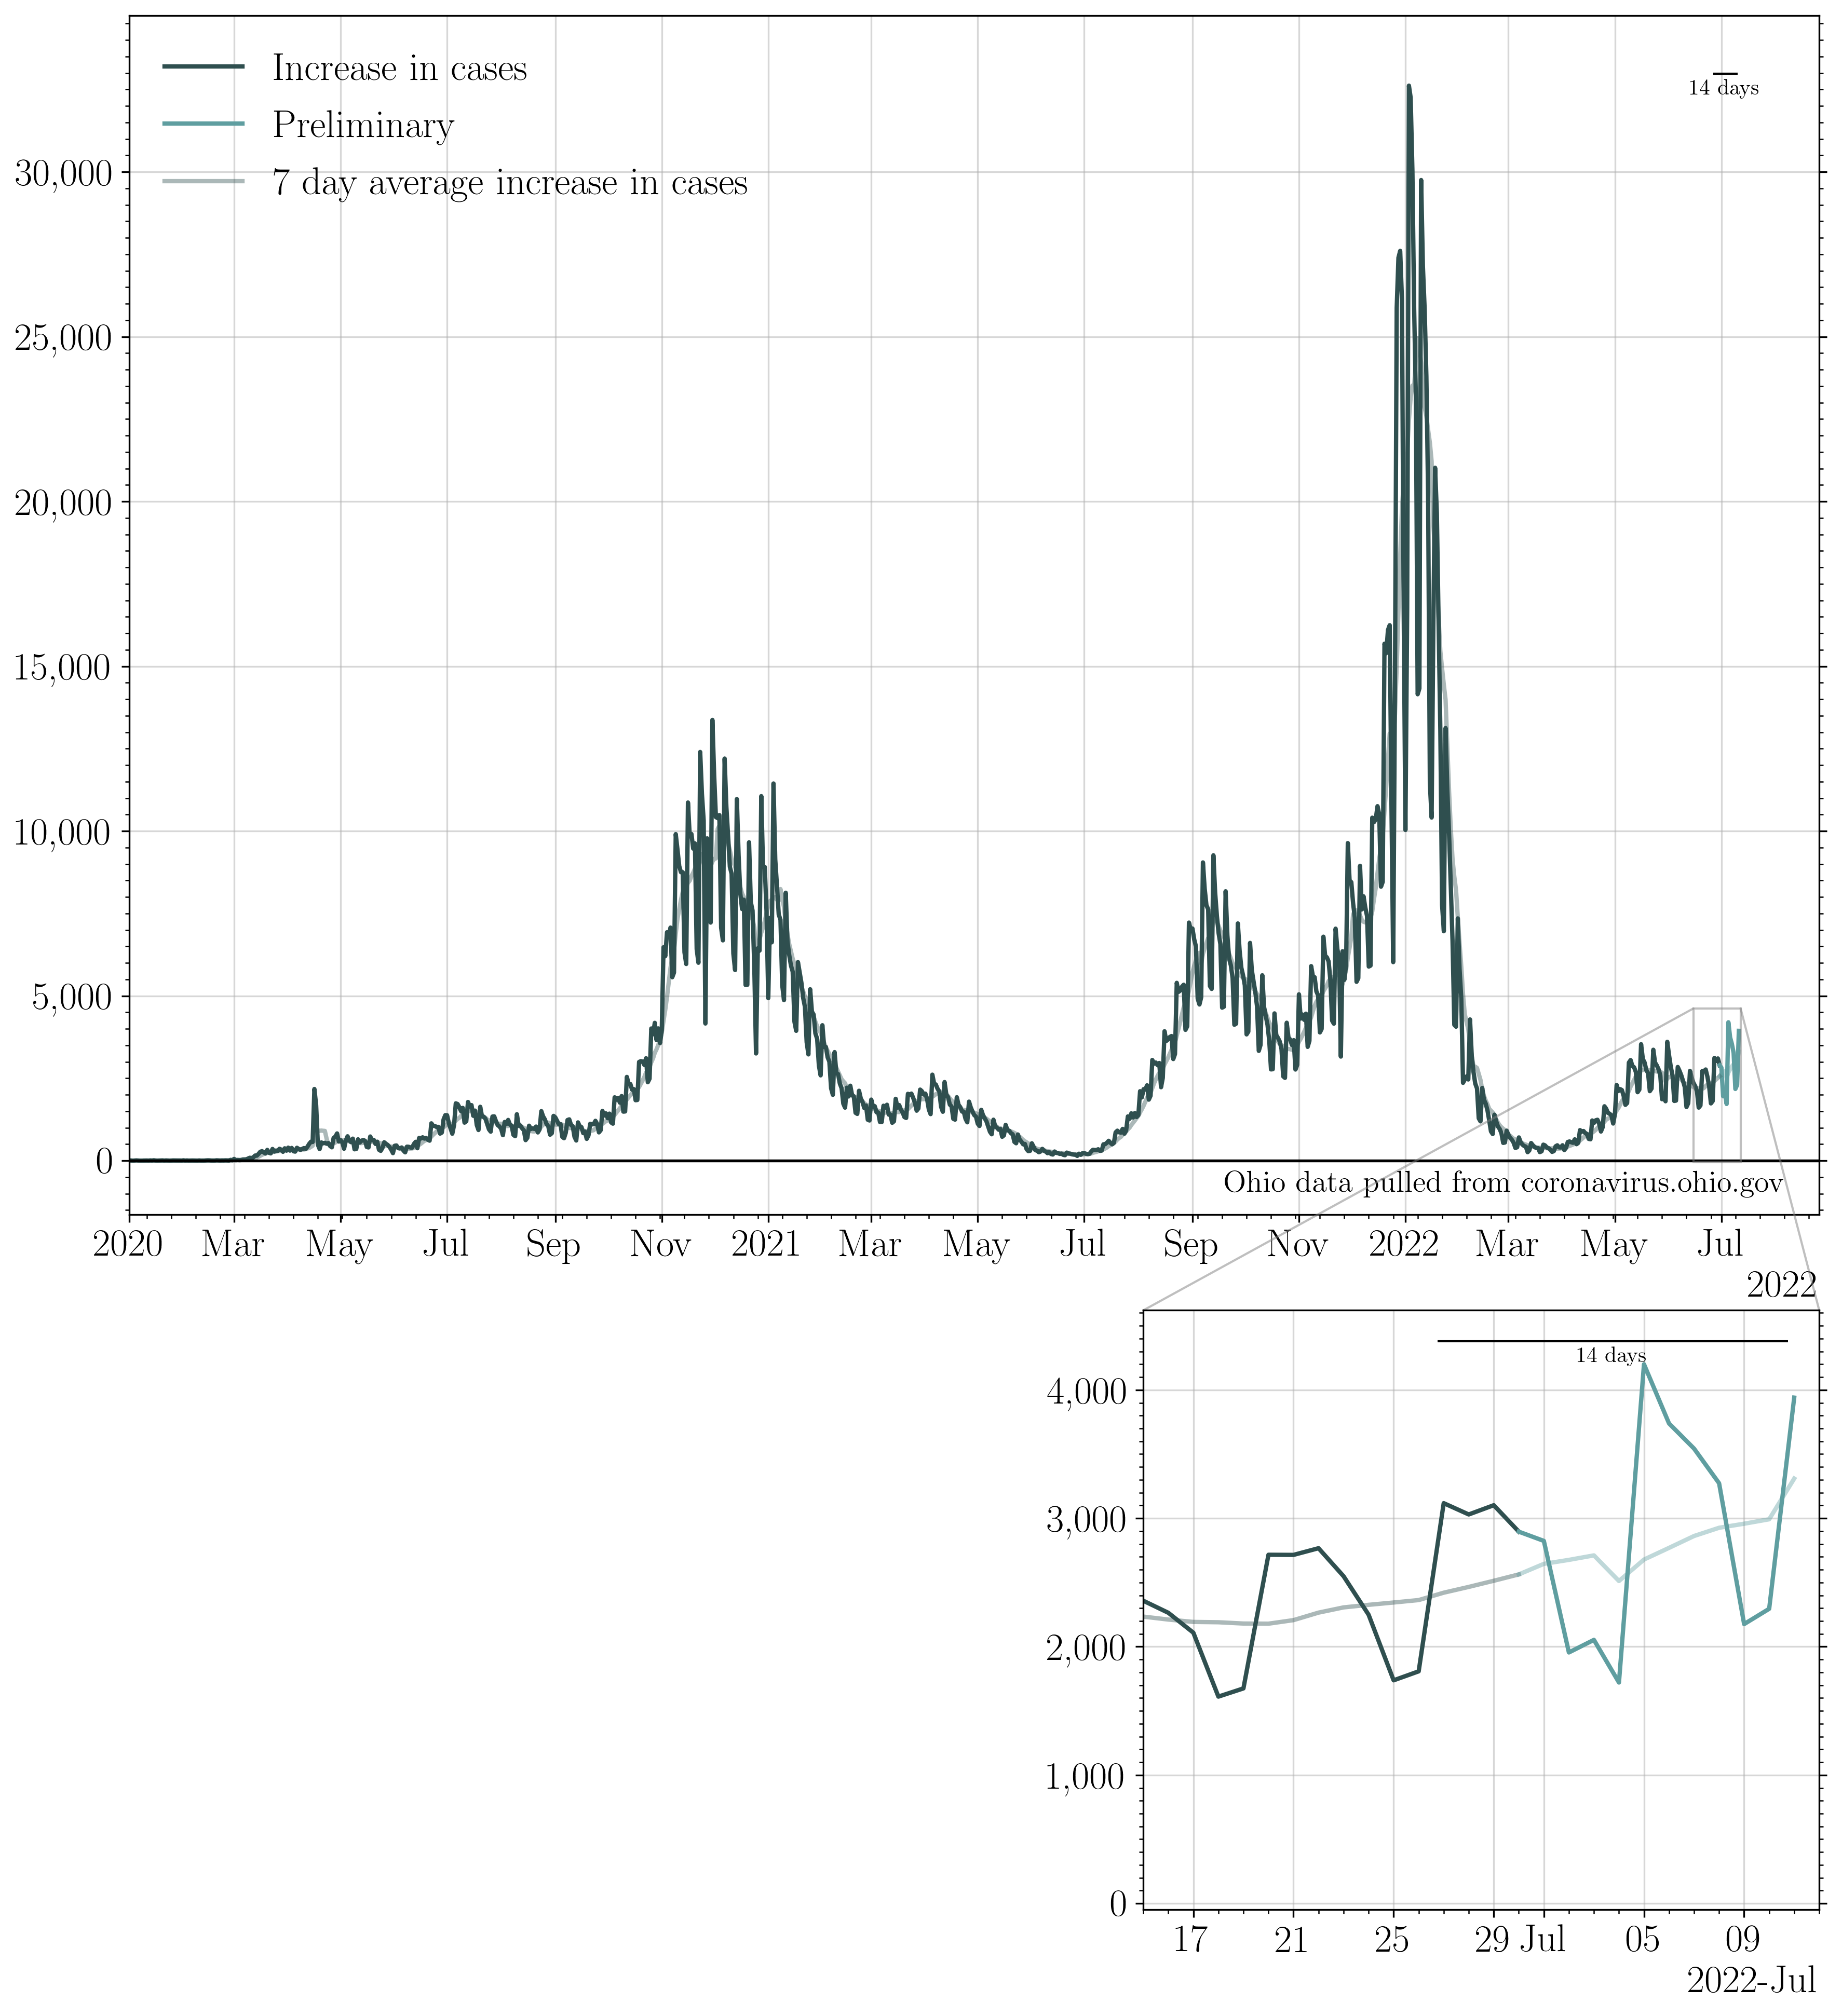 Increase in cases
Preliminary
7 day average increase in cases
14 days
30,000
25,000
20,000
15,000
10,000
5,000
0
Ohio data pulled from coronavirus.ohio.gov
2020 Mar May Jul Sep Nov 2021 Mar May Jul Sep Nov 2022 Mar May Jul
2022
14 days
4,000
3,000
2,000
1,000
0
17 21 25 29 Jul 05 09
2022-Jul